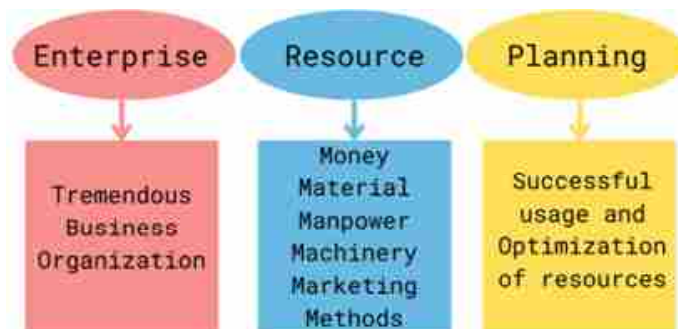 Enterprise
Resource
Planning
Tremendous
Business
Organization
Money
Material
Manpower
Machinery
Marketing
Methods
Successful
usage and
Optimization
of resources